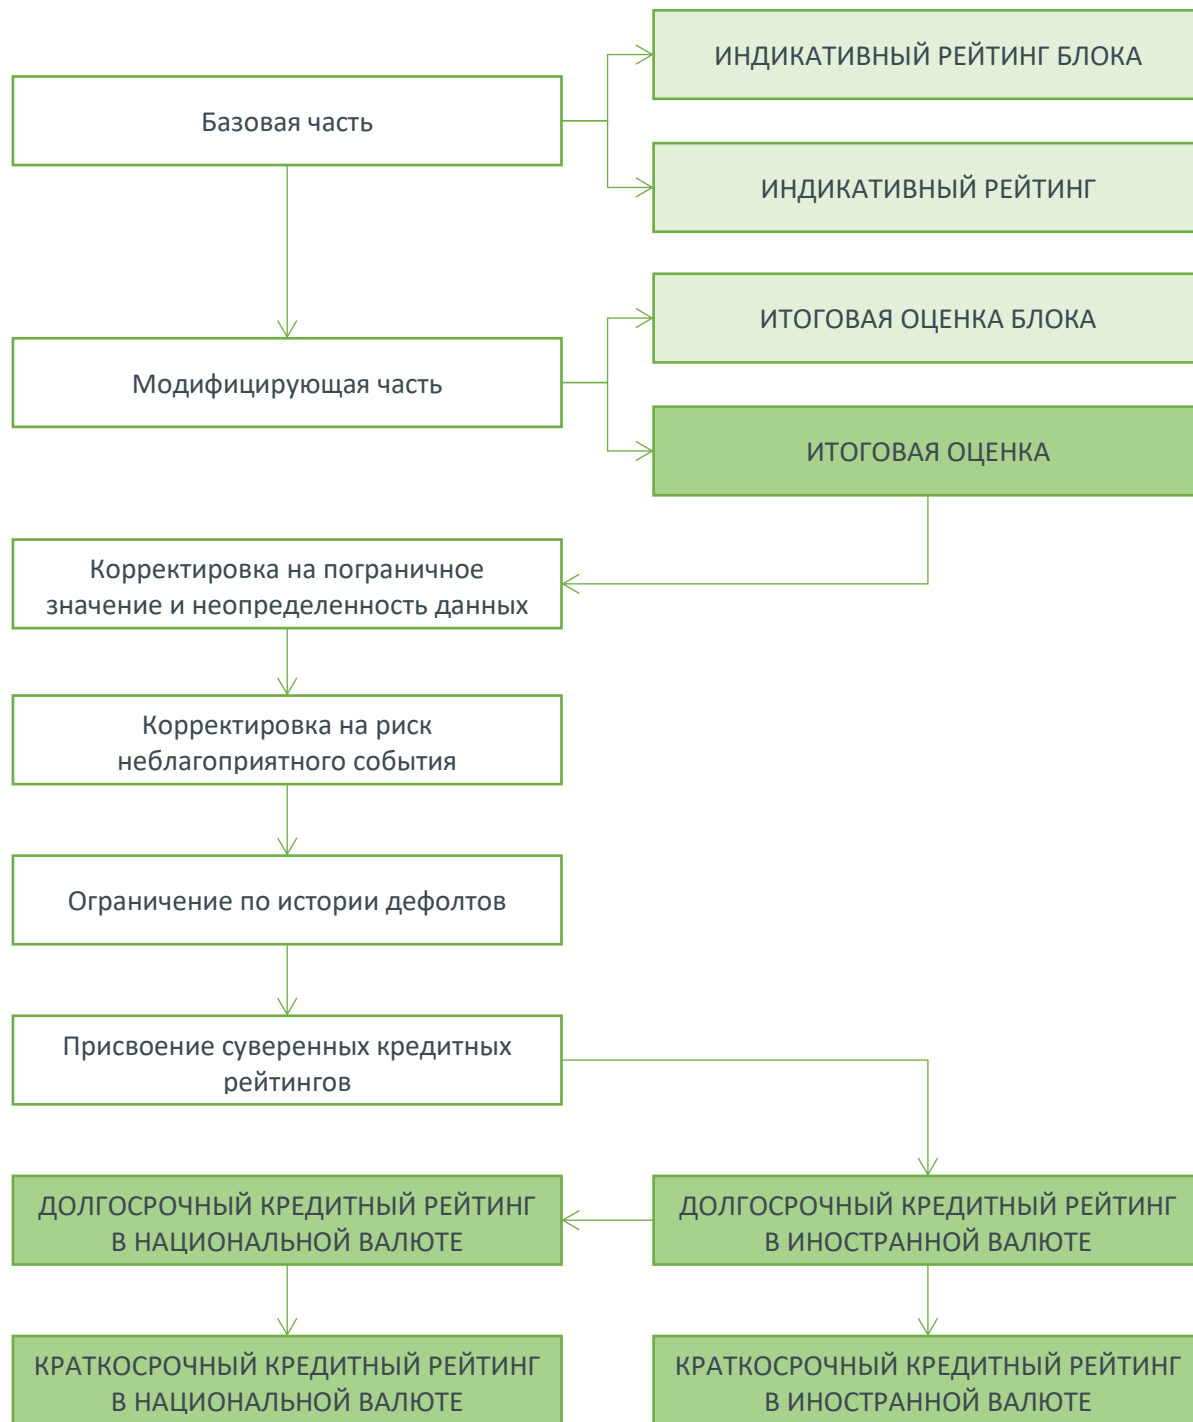 ИНДИКАТИВНЫЙ РЕЙТИНГ БЛОКА
Базовая часть
ИНДИКАТИВНЫЙ РЕЙТИНГ
ИТОГОВАЯ ОЦЕНКА БЛОКА
Модифицирующая часть
ИТОГОВАЯ ОЦЕНКА
Корректировка на пограничное
значение и неопределенность данных
Корректировка на риск
неблагоприятного события
Ограничение по истории дефолтов
Присвоение суверенных кредитных
рейтингов
ДОЛГОСРОЧНЫЙ КРЕДИТНЫЙ РЕЙТИНГ
В НАЦИОНАЛЬНОЙ ВАЛЮТЕ
ДОЛГОСРОЧНЫЙ КРЕДИТНЫЙ РЕЙТИНГ
В ИНОСТРАННОЙ ВАЛЮТЕ
КРАТКОСРОЧНЫЙ КРЕДИТНЫЙ РЕЙТИНГ
В НАЦИОНАЛЬНОЙ ВАЛЮТЕ
КРАТКОСРОЧНЫЙ КРЕДИТНЫЙ РЕЙТИНГ
В ИНОСТРАННОЙ ВАЛЮТЕ